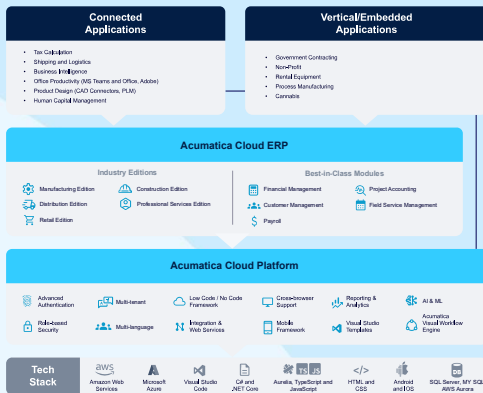 Connected
Applications
Tax Calculation
Shipping and Logistics
Business Intelligence
Office Productivity (MS Teams and Office, Adobe)
Product Design (CAD Connectors, PLM)
Human Capital Management
Vertical/Embedded
Applications
Government Contracting
Non-Profit
Rental Equipment
Process Manufacturing
Cannabis
Acumatica Cloud ERP
Industry Editions
Manufacturing Edition
Construction Edition
Distribution Edition
Professional Services Edition
Retail Edition
Best-in-Class Modules
Financial Management
Project Accounting
Customer Management
Field Service Management
Payroll
Acumatica Cloud Platform
Advanced
Authentication
Multi-tenant
Low Code / No Code
Framework
Cross-browser
Support
Reporting &
Analytics
AI & ML
Role-based
Security
Multi-language
Integration &
Web Services
Mobile
Framework
Visual Studio
Templates
Acumatica
Visual Workflow
Engine
Tech
Stack
aws
Amazon Web
Services
Microsoft
Azure
Visual Studio
Code
C# and
.NET Core
TS JS
Aurelia, TypeScript and
JavaScript
</>
HTML and
CSS
Android
and IOS
DB
SQL Server, MY SQL
AWS Aurora